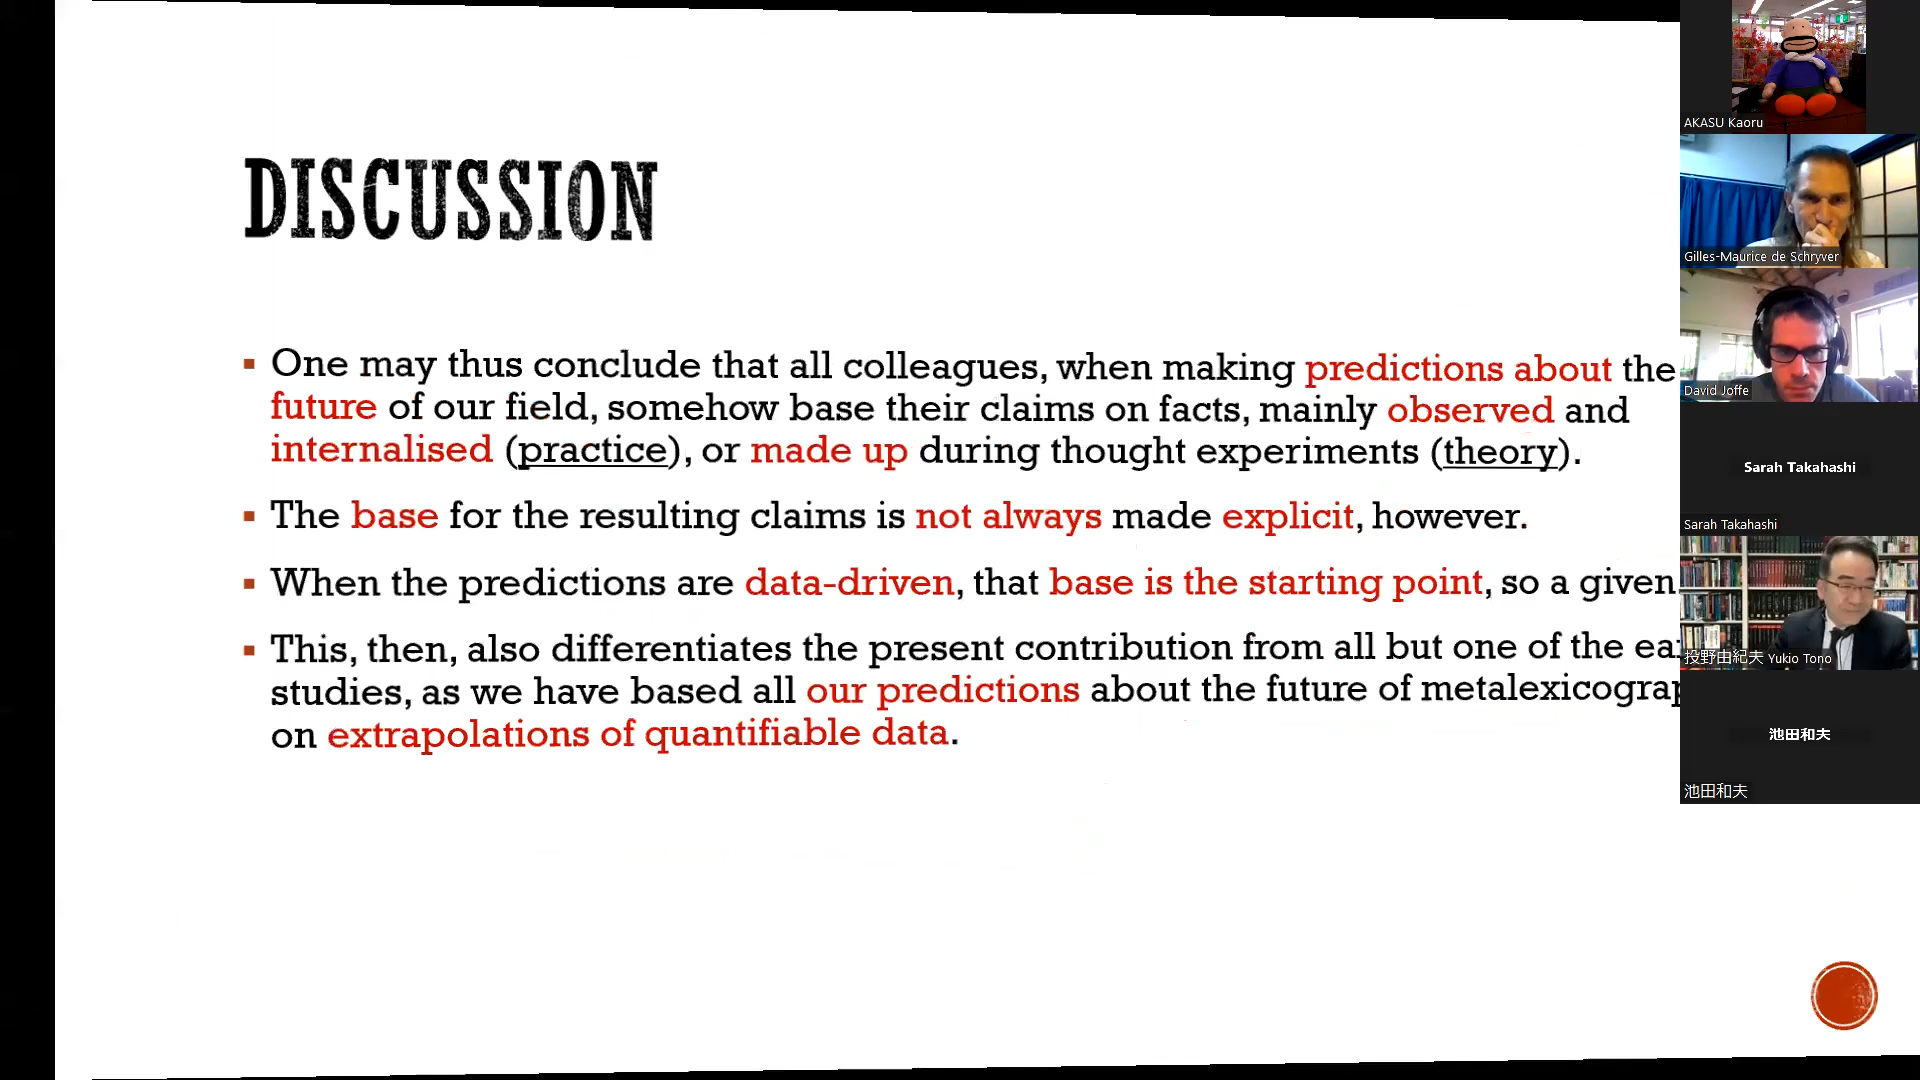 DISCUSSION
▪ One may thus conclude that all colleagues, when making predictions about the
future of our field, somehow base their claims on facts, mainly observed and
internalised (practice), or made up during thought experiments (theory).
▪ The base for the resulting claims is not always made explicit, however.
▪ When the predictions are data-driven, that base is the starting point, so a given.
▪ This, then, also differentiates the present contribution from all but one of the
studies, as we have based all our predictions about the future of
on extrapolations of quantifiable data.
AKASU Kaoru
Gilles-Maurice de Schryver
David Joffe
Sarah Takahashi
Sarah Takahashi
投野由紀夫 Yukio Tono
池田和夫
池田和夫